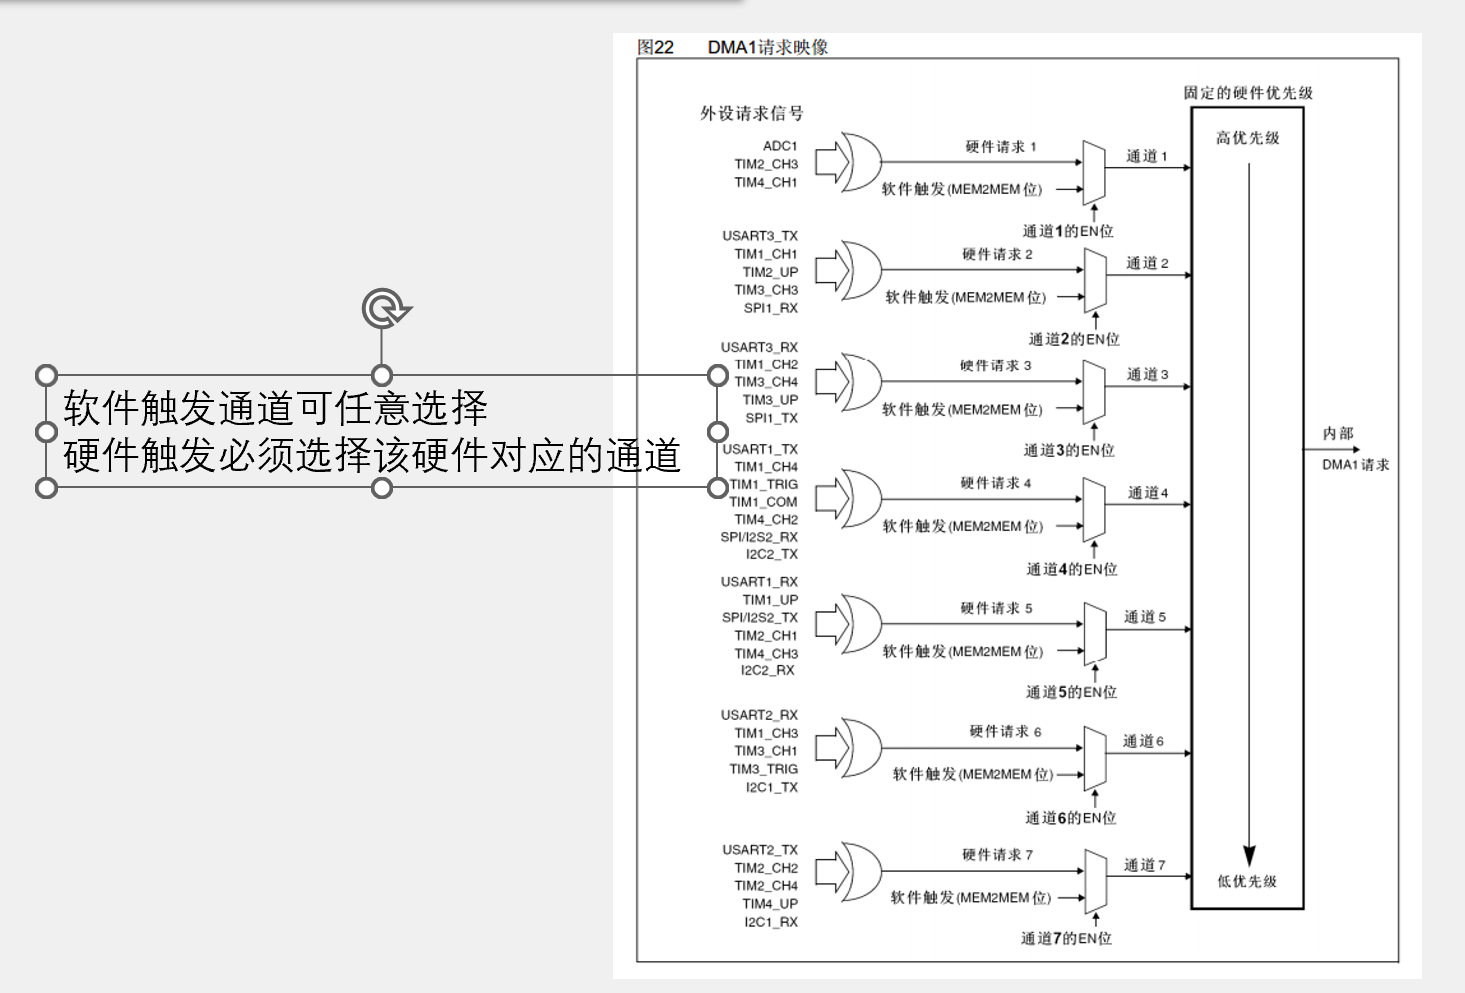 图22 DMA1请求映像
固定的硬件优先级
外设请求信号
高优先级
ADC1
TIM2_CH3
TIM4_CH1
硬件请求 1
软件触发(MEM2MEM 位)
通道 1
通道1的EN位
USART3_TX
TIM1_CH1
TIM2_UP
TIM3_CH3
SPI1_RX
硬件请求 2
软件触发(MEM2MEM 位)
通道 2
通道2的EN位
USART3_RX
TIM1_CH2
TIM3_CH4
TIM3_UP
SPI1_TX
硬件请求 3
软件触发(MEM2MEM 位)
通道 3
通道3的EN位
软件触发通道可任意选择
硬件触发必须选择该硬件对应的通道
USART1_TX
TIM1_CH4
TIM1_TRIG
TIM1_COM
TIM4_CH2
SPI/I2S2_RX
I2C2_TX
硬件请求 4
软件触发(MEM2MEM 位)
通道4
通道4的EN位
内部
DMA1请求
USART1_RX
TIM1_UP
SPI/I2S2_TX
TIM2_CH1
TIM4_CH3
I2C2_RX
硬件请求 5
软件触发(MEM2MEM 位)
通道 5
通道5的EN位
USART2_RX
TIM1_CH3
TIM3_CH1
TIM3_TRIG
I2C1_TX
硬件请求 6
软件触发(MEM2MEM 位)
通道6
通道6的EN位
USART2_TX
TIM2_CH2
TIM2_CH4
TIM4_UP
I2C1_RX
硬件请求 7
软件触发(MEM2MEM 位)
通道7
通道7的EN位
低优先级